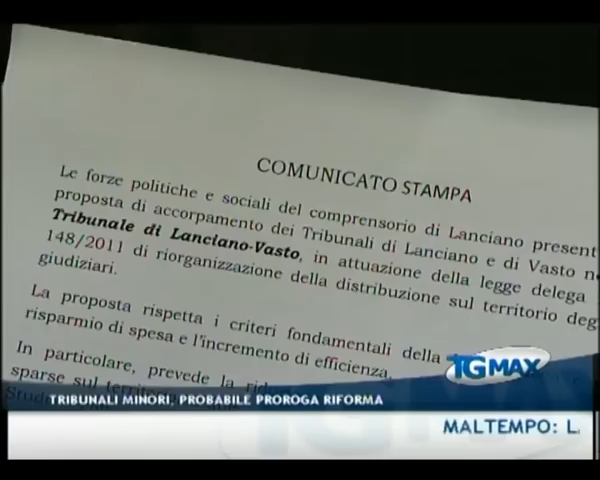 COMUNICATO STAMPA
Le forze politiche e sociali del comprensorio di Lanciano present
proposta di accorpamento dei Tribunali di Lanciano e di Vasto
Tribunale di Lanciano-Vasto, in attuazione della legge delega
148/2011 di riorganizzazione della distribuzione sul territorio deg
giudiziari.
La proposta rispetta i criteri fondamentali della
risparmio di spesa e l'incremento di efficienza.
In particolare, prevede la
sparse sul
TGMAX
TRIBUNALI MINORI, PROBABILE PROROGA RIFORMA
MALTEMPO: L.